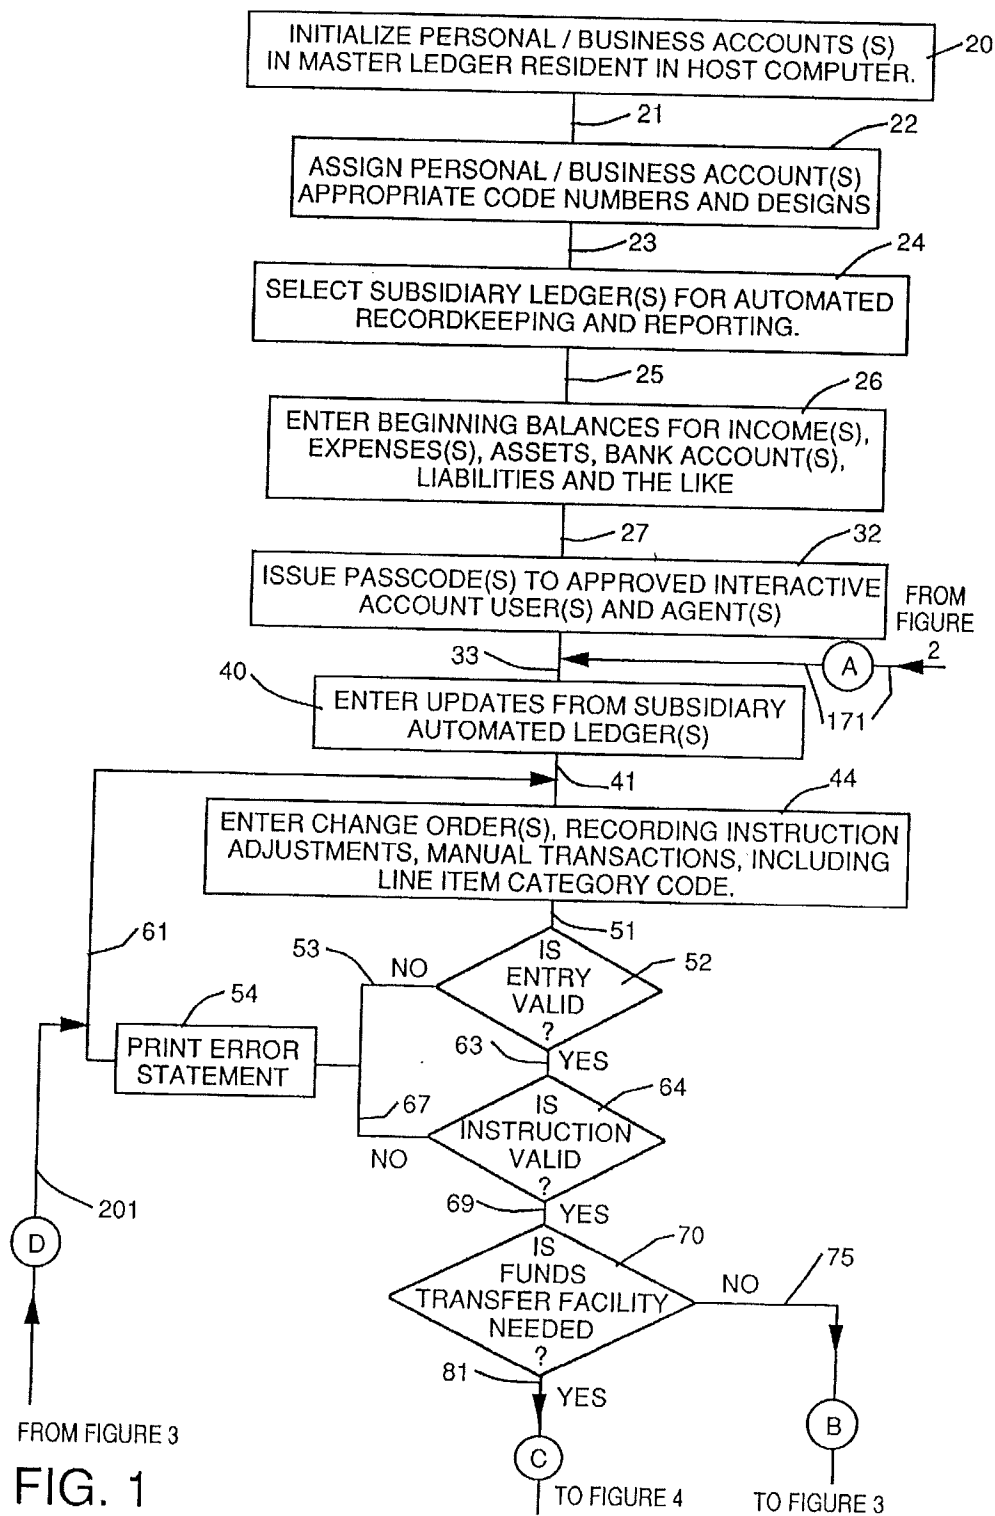 INITIALIZE PERSONAL / BUSINESS ACCOUNTS (S)
IN MASTER LEDGER RESIDENT IN HOST COMPUTER.
20
21
22
ASSIGN PERSONAL / BUSINESS ACCOUNT(S)
APPROPRIATE CODE NUMBERS AND DESIGNS
23
24
SELECT SUBSIDIARY LEDGER(S) FOR AUTOMATED
RECORDKEEPING AND REPORTING.
25
26
ENTER BEGINNING BALANCES FOR INCOME(S),
EXPENSES(S), ASSETS, BANK ACCOUNT(S),
LIABILITIES AND THE LIKE
27
32
ISSUE PASSCODE(S) TO APPROVED INTERACTIVE
ACCOUNT USER(S) AND AGENT(S)
FROM
FIGURE
2
A
171
33
40
ENTER UPDATES FROM SUBSIDIARY
AUTOMATED LEDGER(S)
41
44
ENTER CHANGE ORDER(S), RECORDING INSTRUCTION
ADJUSTMENTS, MANUAL TRANSACTIONS, INCLUDING
LINE ITEM CATEGORY CODE.
51
61
53
NO
IS
ENTRY
VALID
?
52
54
PRINT ERROR
STATEMENT
63
YES
64
67
NO
IS
INSTRUCTION
VALID
?
201
D
69
YES
70
IS
FUNDS
TRANSFER FACILITY
NEEDED
?
NO
75
81
YES
B
C
FROM FIGURE 3
TO FIGURE 4
TO FIGURE 3
FIG. 1